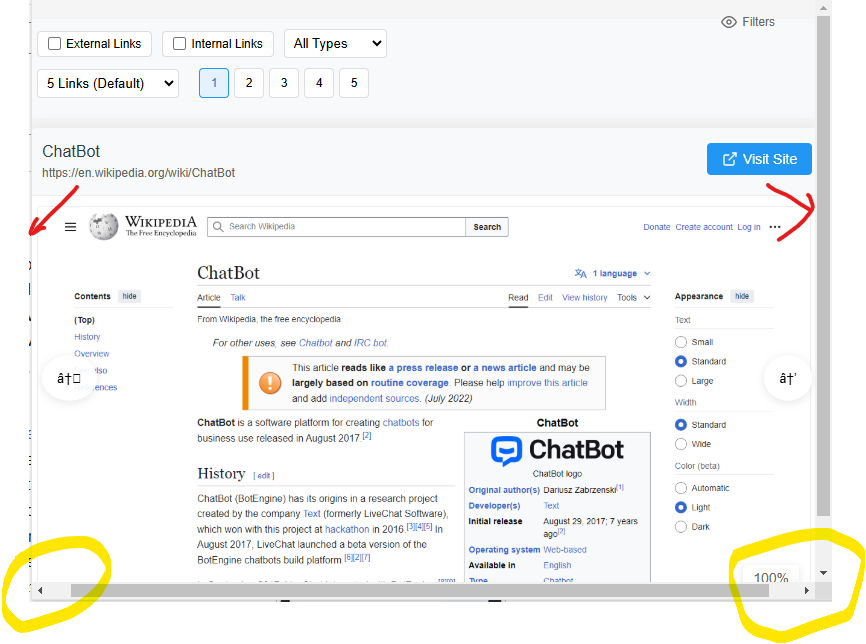 Filters
External Links Internal Links All Types
5 Links (Default) 1 2 3 4 5
ChatBot
https://en.wikipedia.org/wiki/ChatBot
Visit Site
WIKIPEDIA
The Free Encyclopedia
Search Wikipedia Search
Donate Create account Log in
ChatBot
1 language
Contents hide
(Top)
History
Overview
Article Talk
Read Edit View history Tools
From Wikipedia, the free encyclopedia
For other uses, see Chatbot and IRC bot.
This article reads like a press release or a news article and may be
largely based on routine coverage. Please help improve this article
and add independent sources. (July 2022)
ChatBot is a software platform for creating chatbots for
business use released in August 2017.[2]
History [ edit ]
ChatBot (BotEngine) has its origins in a research project
created by the company Text (formerly LiveChat Software),
which won with this project at hackathon in 2016.[3][4][5] In
August 2017, LiveChat launched a beta version of the
BotEngine chatbots build platform.[6][2][7]
ChatBot
ChatBot
ChatBot logo
Original author(s) Dariusz Zabrzenski[1]
Developer(s) Text
Initial release August 29, 2017; 7 years
ago[2]
Operating system Web-based
Available in English
Type Chatbot
Appearance hide
Text
Small
Standard
Large
Width
Standard
Wide
Color (beta)
Automatic
Light
Dark
â†’
100%